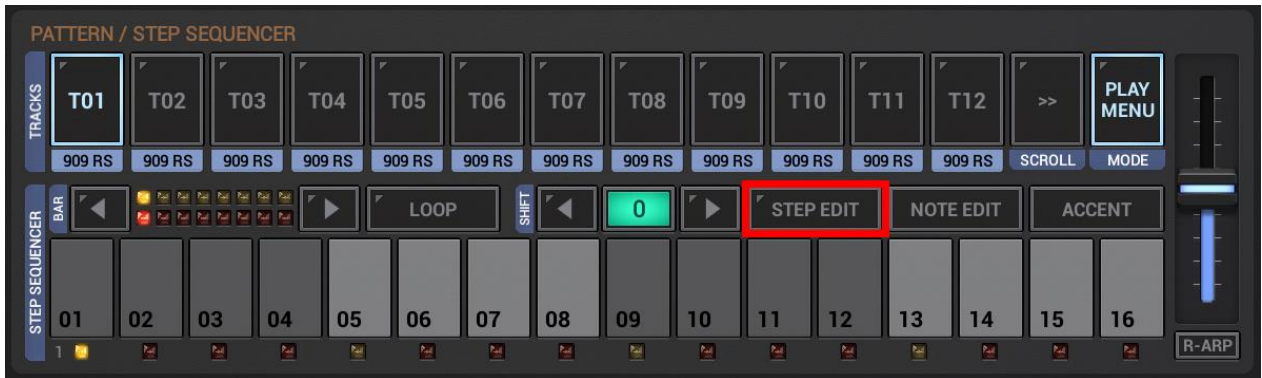 PATTERN / STEP SEQUENCER
TRACKS
T01 T02 T03 T04 T05 T06 T07 T08 T09 T10 T11 T12 >> PLAY MENU
909 RS 909 RS 909 RS 909 RS 909 RS 909 RS 909 RS 909 RS 909 RS 909 RS 909 RS 909 RS SCROLL MODE
STEP SEQUENCER
BAR LOOP SHIFT 0 STEP EDIT NOTE EDIT ACCENT
01 02 03 04 05 06 07 08 09 10 11 12 13 14 15 16
1 R-ARP